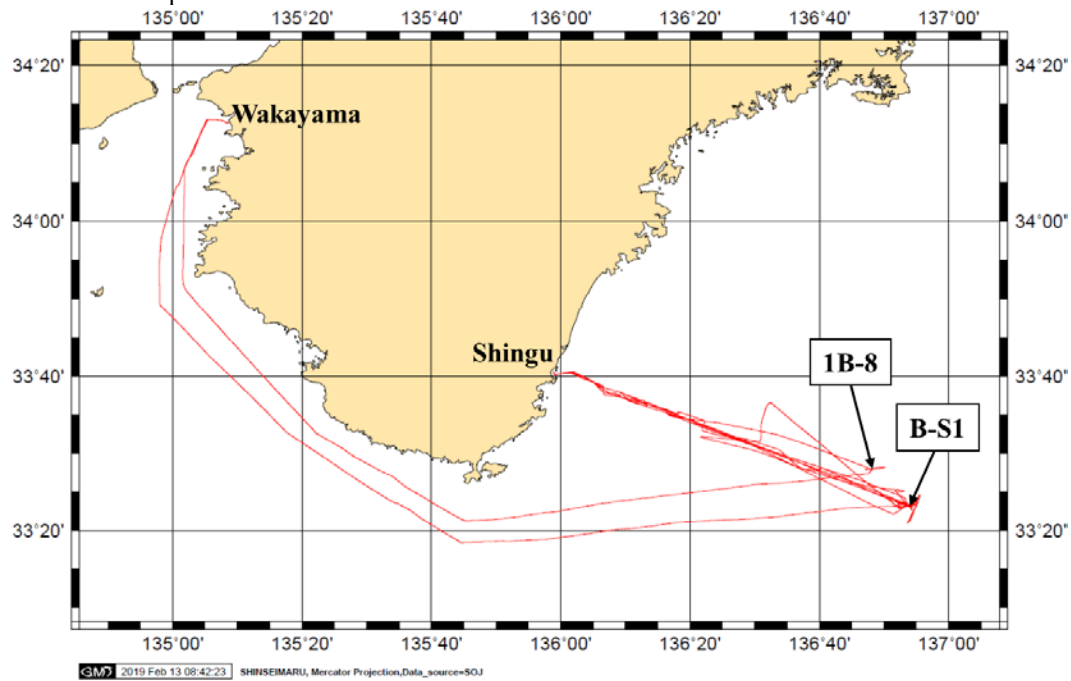 135°00' 135°20' 135°40' 136°00' 136°20' 136°40' 137°00'
34°20' 34°20"
Wakayama
34°00' 34°00"
1B-8
Shingu
33°40' 33°40"
B-S1
33°20' 33°20"
135°00' 135°20' 135°40' 136°00' 136°20' 136°40' 137°00"
GMD 2019 Feb 13 08:42:23 SHINSEIMARU, Mercator Projection,Data_source=SOJ